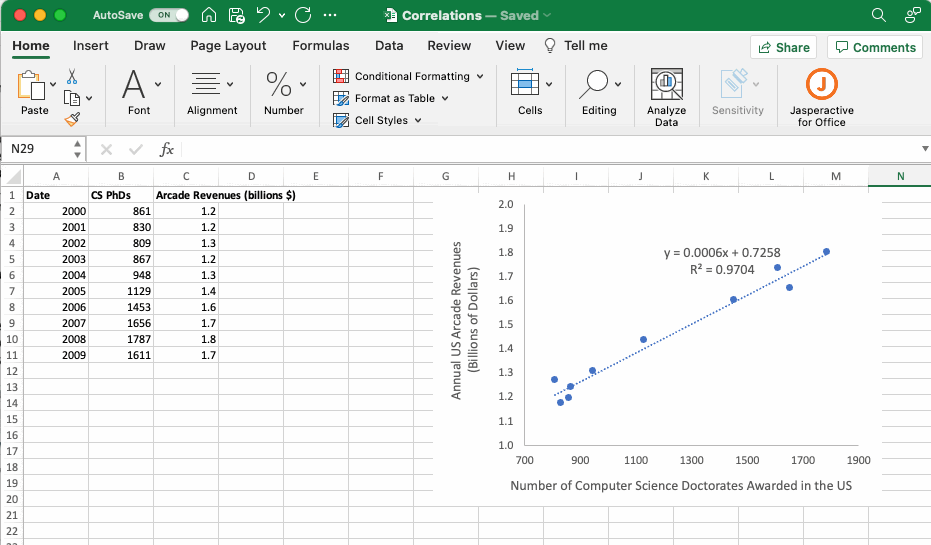 AutoSave ON Correlations — Saved
Home Insert Draw Page Layout Formulas Data Review View Tell me Share Comments
Paste Font Alignment % Number Conditional Formatting Format as Table Cell Styles Cells Editing Analyze Data Sensitivity Jasperactive for Office
N29 fx
A B C D E F G H I J K L M N
1 Date CS PhDs Arcade Revenues (billions $)
2 2000 861 1.2
3 2001 830 1.2
4 2002 809 1.3
5 2003 867 1.2
6 2004 948 1.3
7 2005 1129 1.4
8 2006 1453 1.6
9 2007 1656 1.7
10 2008 1787 1.8
11 2009 1611 1.7
12
13
14
15
16
17
18
19
20
21
22
Annual US Arcade Revenues
(Billions of Dollars)
2.0
1.9
1.8
1.7
1.6
1.5
1.4
1.3
1.2
1.1
1.0
y = 0.0006x + 0.7258
R² = 0.9704
700 900 1100 1300 1500 1700 1900
Number of Computer Science Doctorates Awarded in the US